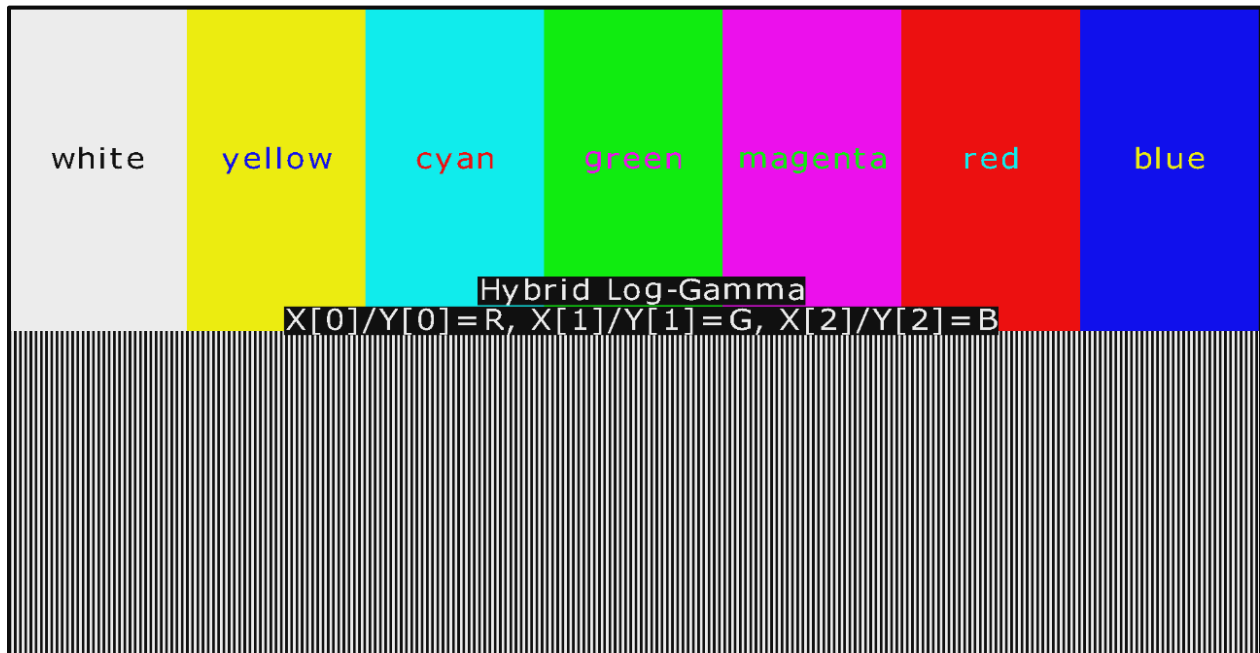 white yellow cyan green magenta red blue
Hybrid Log-Gamma
X[0]/Y[0]=R, X[1]/Y[1]=G, X[2]/Y[2]=B